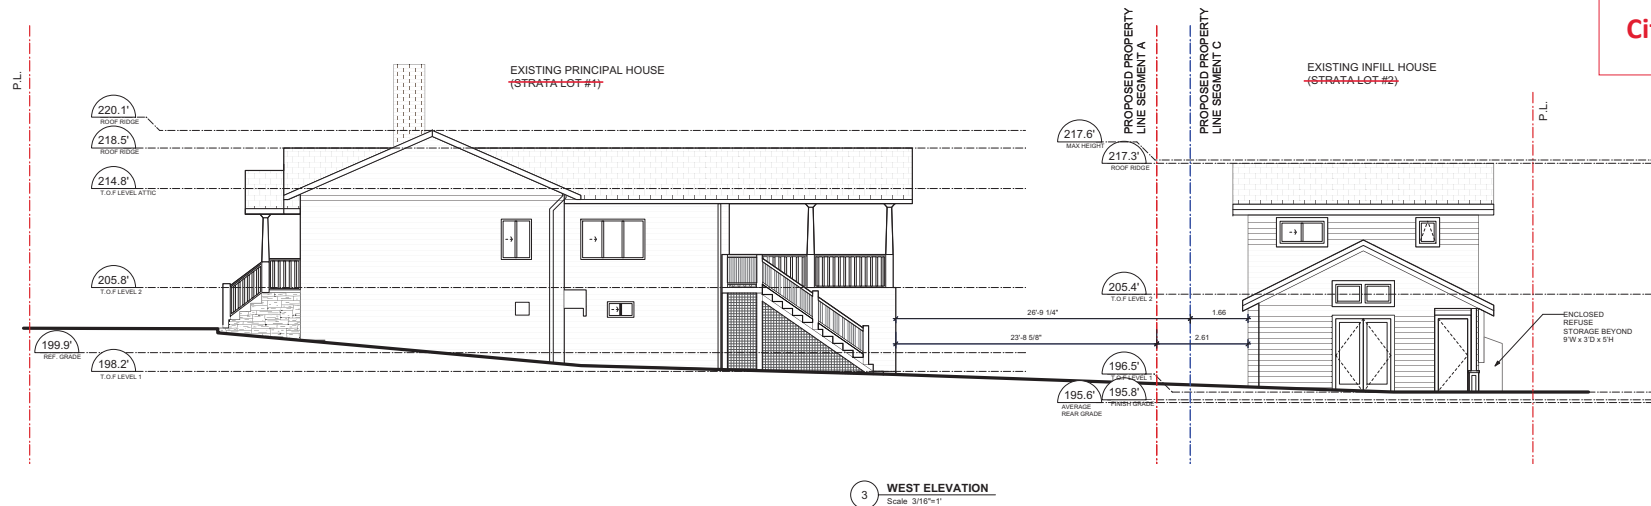 Ci
P.L.
EXISTING PRINCIPAL HOUSE
(STRATA LOT #1)
PROPOSED PROPERTY
LINE SEGMENT A
PROPOSED PROPERTY
LINE SEGMENT C
EXISTING INFILL HOUSE
(STRATA LOT #2)
P.L.
220.1'
ROOF RIDGE
218.5'
ROOF RIDGE
214.8'
T.O.F LEVEL ATTIC
205.8'
T.O.F LEVEL 2
199.9'
REF. GRADE
198.2'
T.O.F LEVEL 1
217.6'
MAX HEIGHT
217.3'
ROOF RIDGE
205.4'
T.O.F LEVEL 2
26'-9 1/4"
1.66
23'-8 5/8"
2.61
196.5'
T.O.F LEVEL 1
195.6'
AVERAGE
REAR GRADE
195.8'
FINISH GRADE
ENCLOSED
REFUSE
STORAGE BEYOND
9'W x 3'D x 5'H
3
WEST ELEVATION
Scale 3/16"=1'